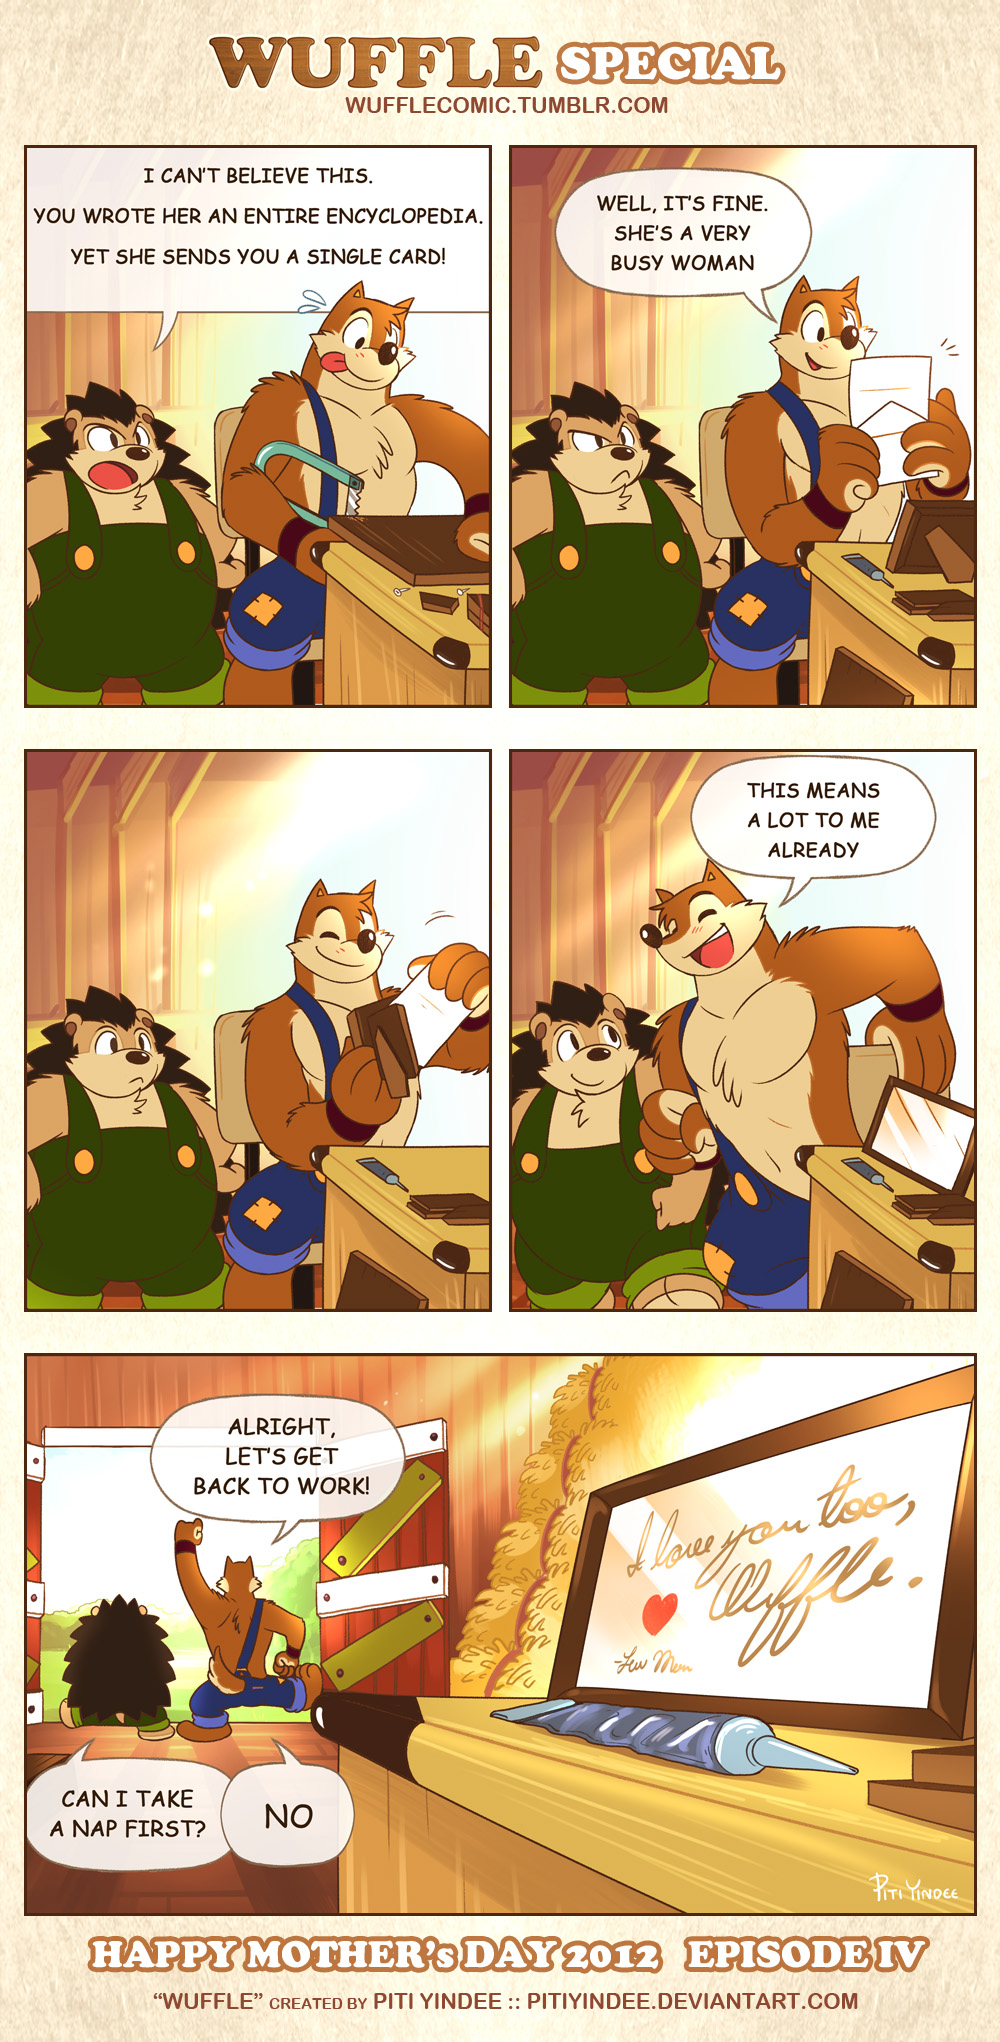 WUFFLE SPECIAL
WUFFLECOMIC.TUMBLR.COM
I CAN'T BELIEVE THIS.
YOU WROTE HER AN ENTIRE ENCYCLOPEDIA.
YET SHE SENDS YOU A SINGLE CARD!
WELL, IT'S FINE.
SHE'S A VERY
BUSY WOMAN
THIS MEANS
A LOT TO ME
ALREADY
ALRIGHT,
LET'S GET
BACK TO WORK!
I love you too,
Wuffle.
CAN I TAKE
A NAP FIRST?
NO
PITI YINDEE
HAPPY MOTHER's DAY 2012 EPISODE IV
"WUFFLE" CREATED BY PITI YINDEE :: PITIYINDEE.DEVIANTART.COM